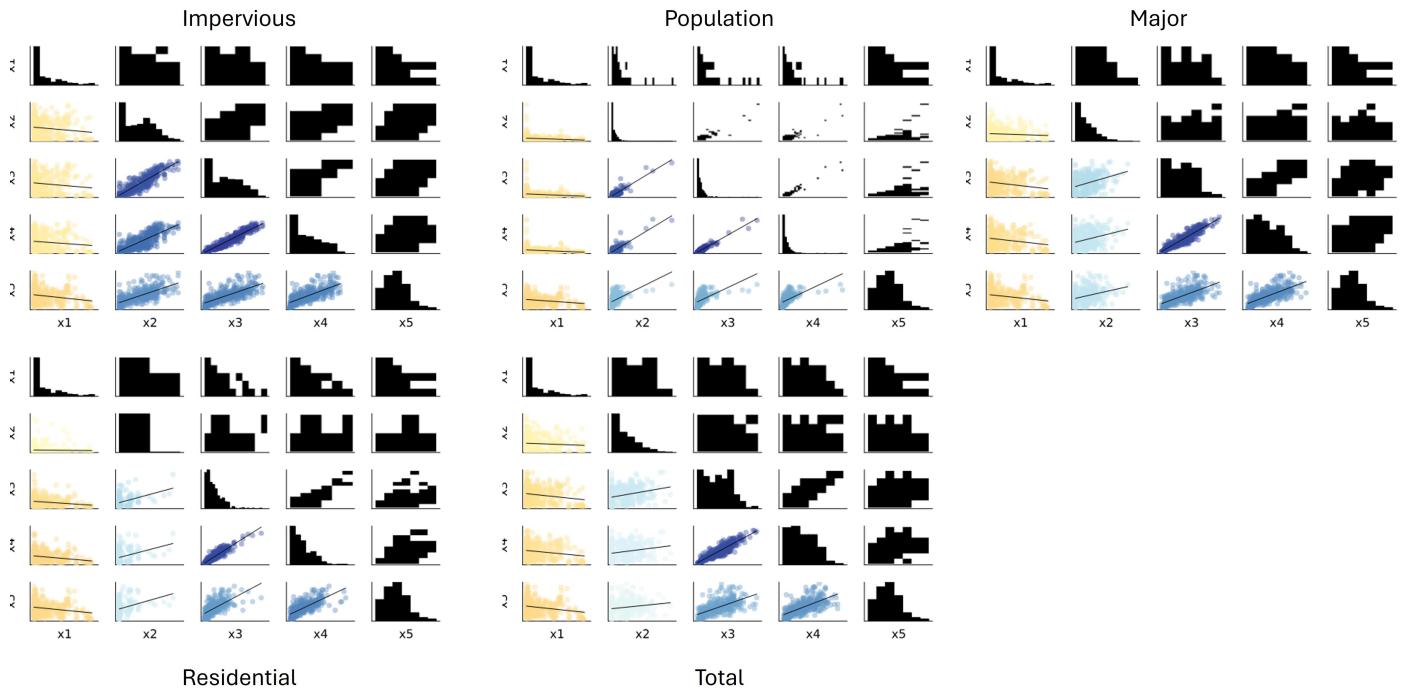 Impervious Population Major
x1 x2 x3 x4 x5 x1 x2 x3 x4 x5 x1 x2 x3 x4 x5
x1 x2 x3 x4 x5 x1 x2 x3 x4 x5
Residential Total